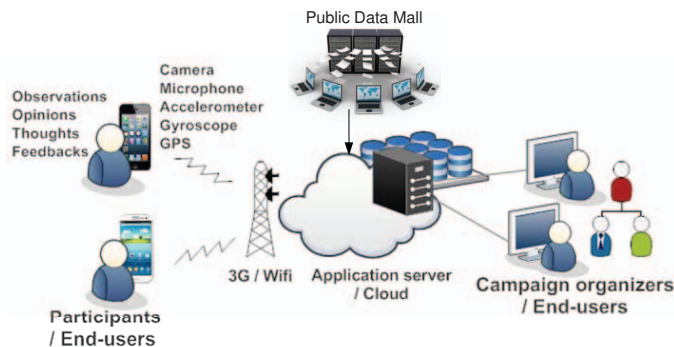 Public Data Mall
Observations
Opinions
Thoughts
Feedbacks
Camera
Microphone
Accelerometer
Gyroscope
GPS
3G / Wifi
Application server
/ Cloud
Campaign organizers
/ End-users
Participants
/ End-users